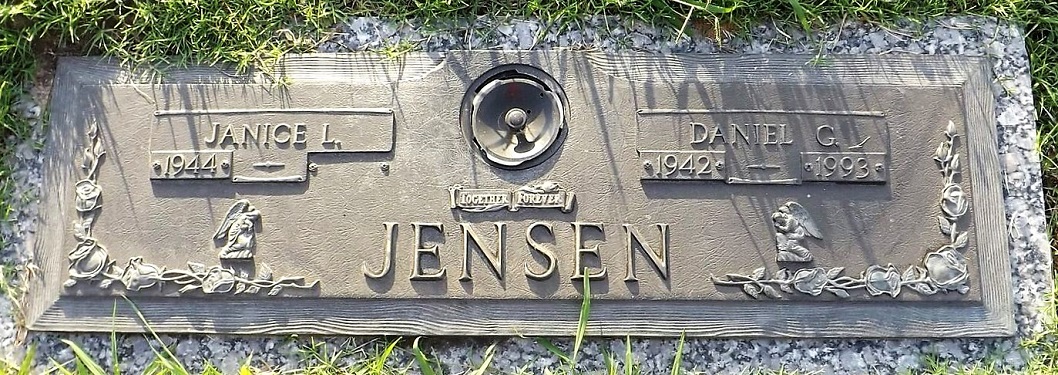 JANICE L.
1944
DANIEL G.
1942 1993
TOGETHER FOREVER
JENSEN